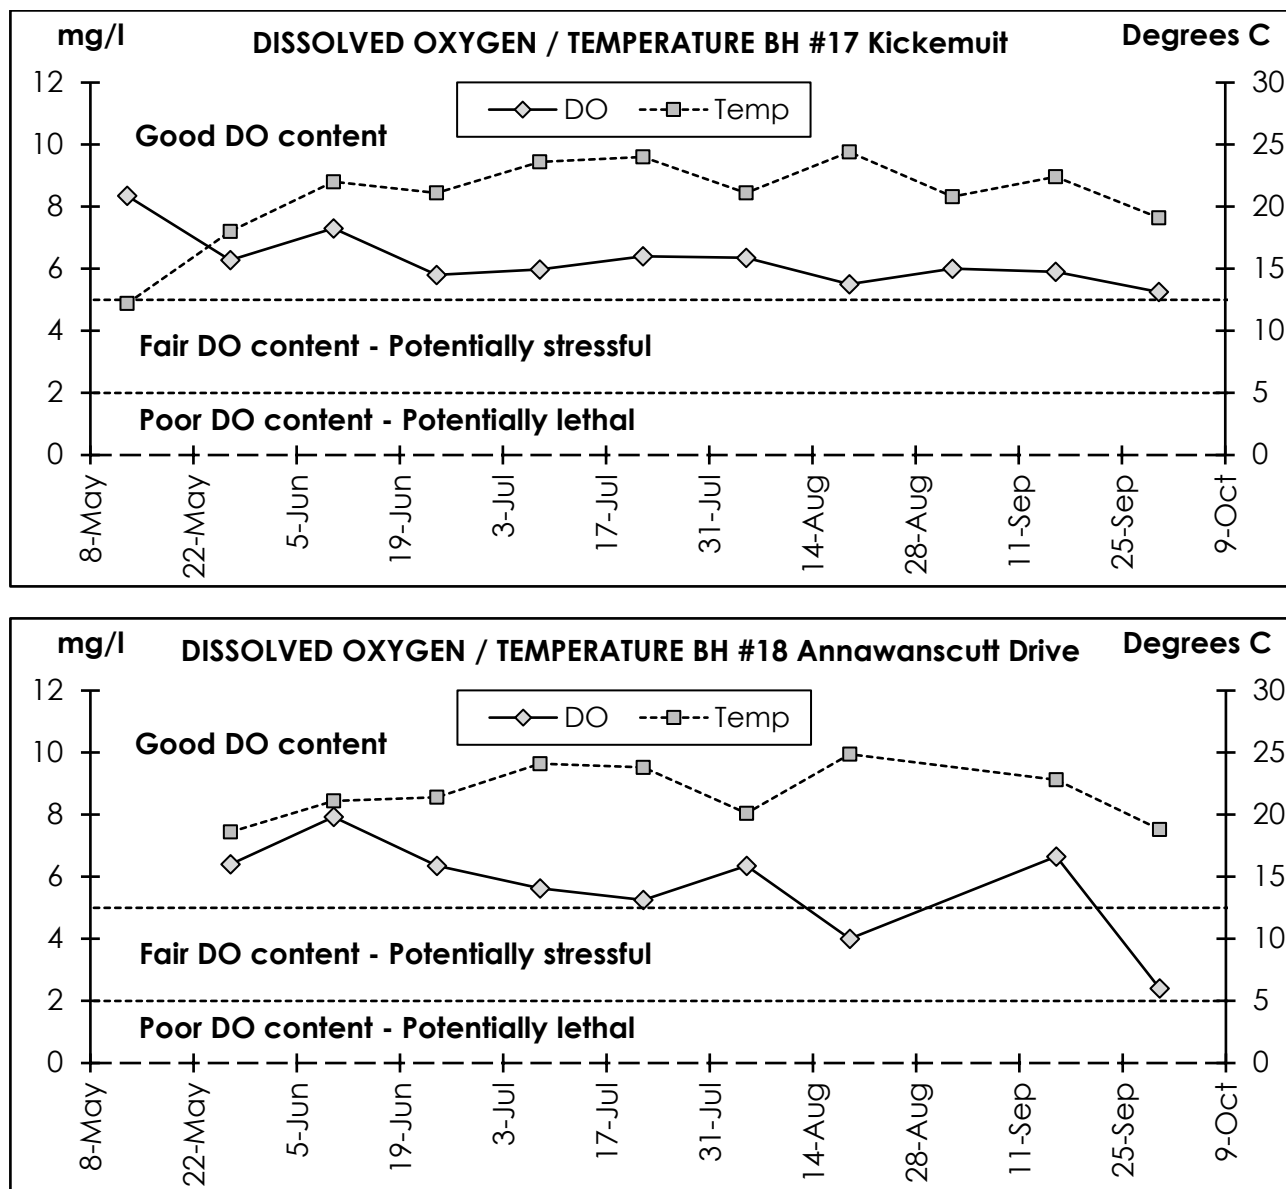 mg/l DISSOLVED OXYGEN / TEMPERATURE BH #17 Kickemuit Degrees C
12 30
DO Temp
Good DO content
10 25
8 20
6 15
Fair DO content - Potentially stressful
4 10
2 5
Poor DO content - Potentially lethal
0 0
8-May 22-May 5-Jun 19-Jun 3-Jul 17-Jul 31-Jul 14-Aug 28-Aug 11-Sep 25-Sep 9-Oct
mg/l DISSOLVED OXYGEN / TEMPERATURE BH #18 Annawanscutt Drive Degrees C
12 30
DO Temp
Good DO content
10 25
8 20
6 15
Fair DO content - Potentially stressful
4 10
2 5
Poor DO content - Potentially lethal
0 0
8-May 22-May 5-Jun 19-Jun 3-Jul 17-Jul 31-Jul 14-Aug 28-Aug 11-Sep 25-Sep 9-Oct